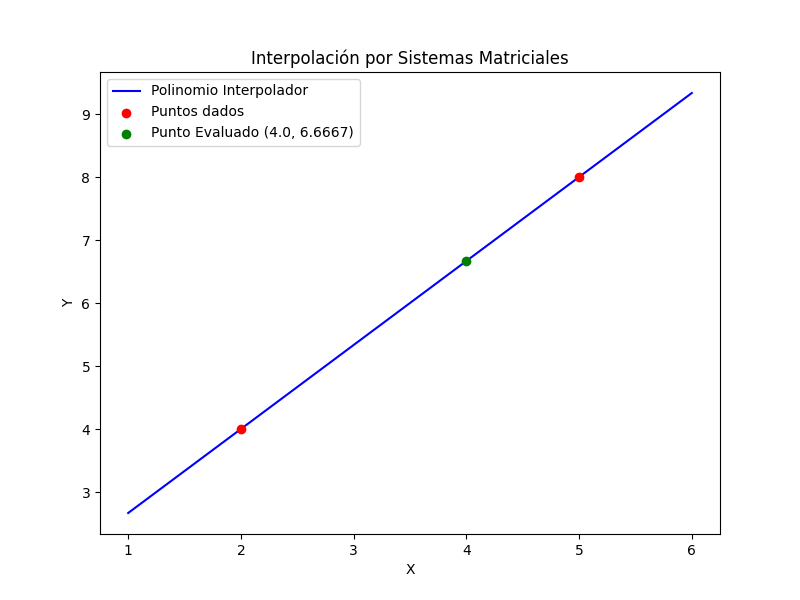 Interpolación por Sistemas Matriciales
Polinomio Interpolador
Puntos dados
Punto Evaluado (4.0, 6.6667)
9
8
7
6
5
4
3
Y
1 2 3 4 5 6
X